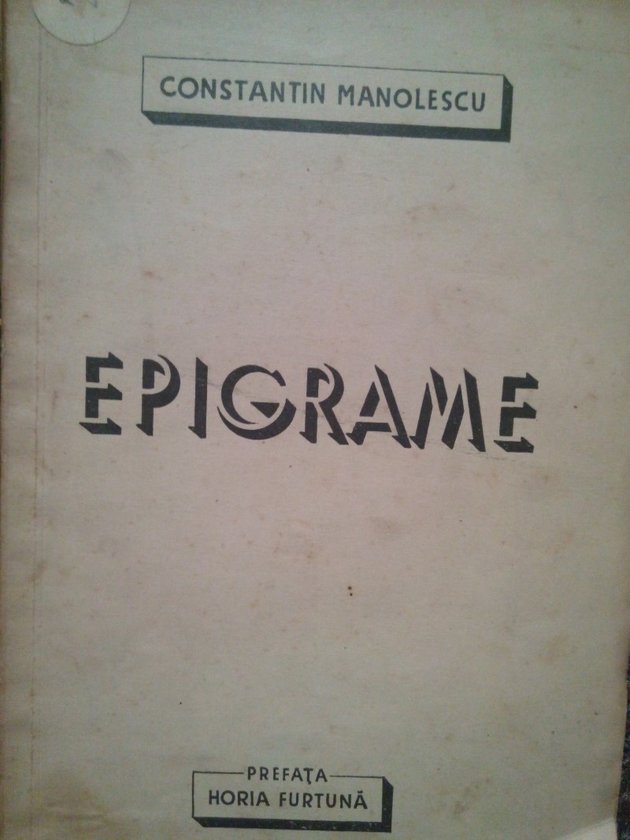 CONSTANTIN MANOLESCU
EPIGRAME
PREFAȚA
HORIA FURTUNĂ